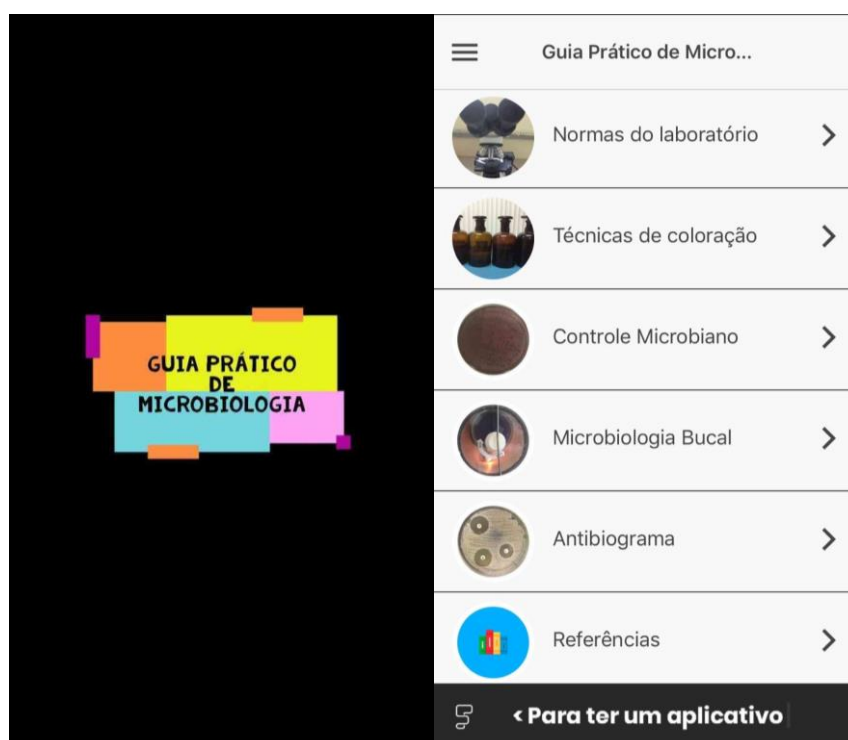 GUIA PRÁTICO
DE
MICROBIOLOGIA
Guia Prático de Micro...
Normas do laboratório
Técnicas de coloração
Controle Microbiano
Microbiologia Bucal
Antibiograma
Referências
< Para ter um aplicativo